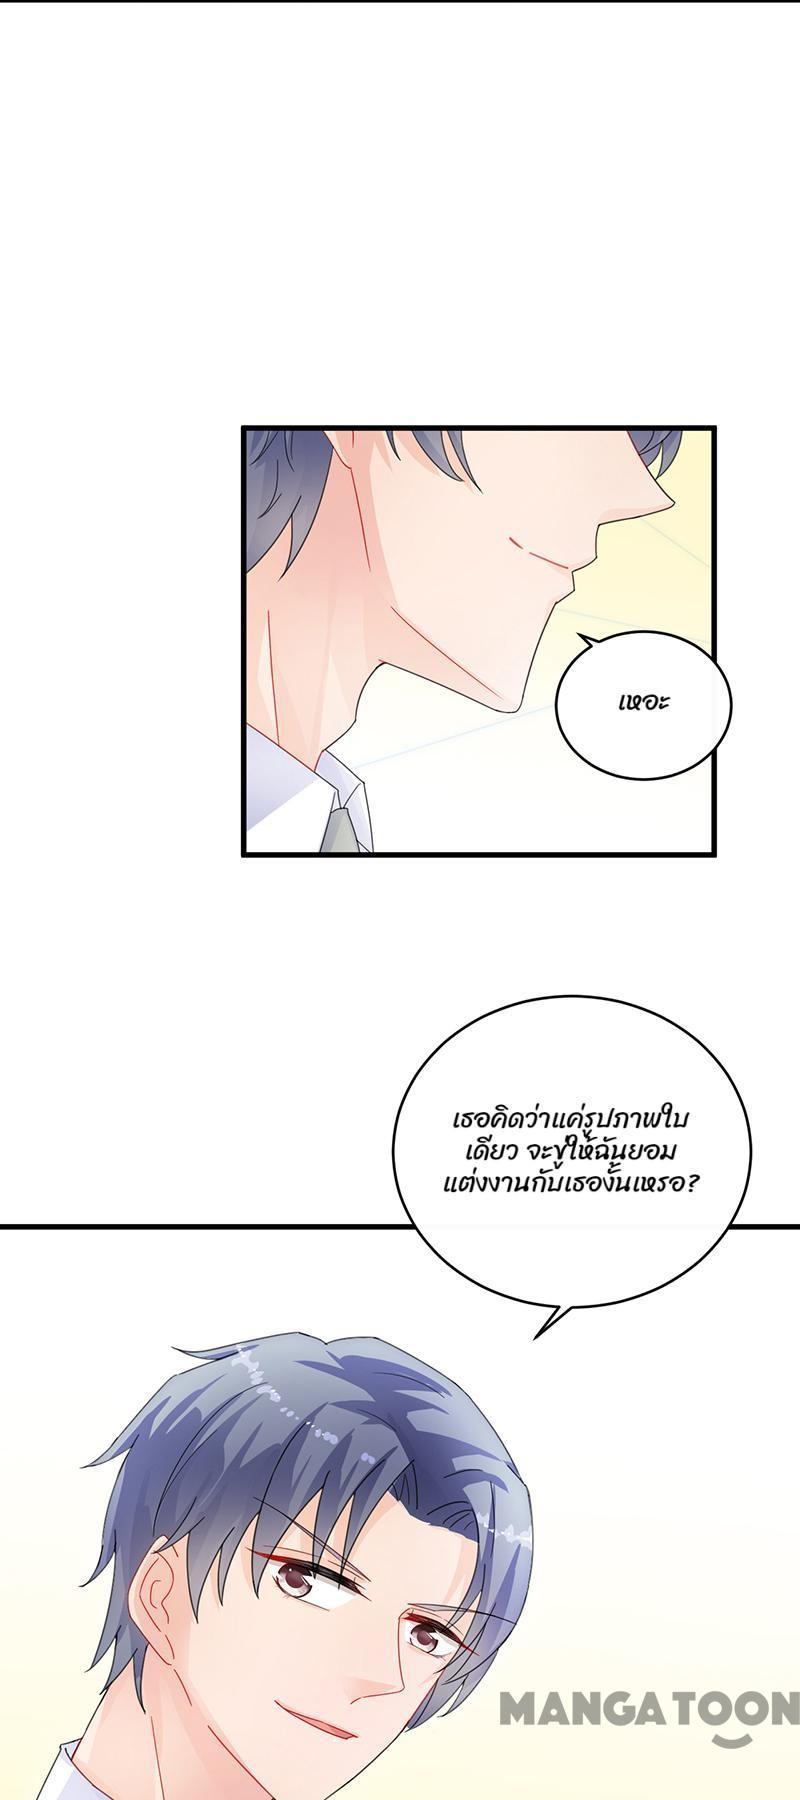 เหอะ
เธอคิดว่าแค่รูปภาพใบ
เดียว จะขู่ให้ฉันยอม
แต่งงานกับเธองั้นเหรอ?
MANGATOON